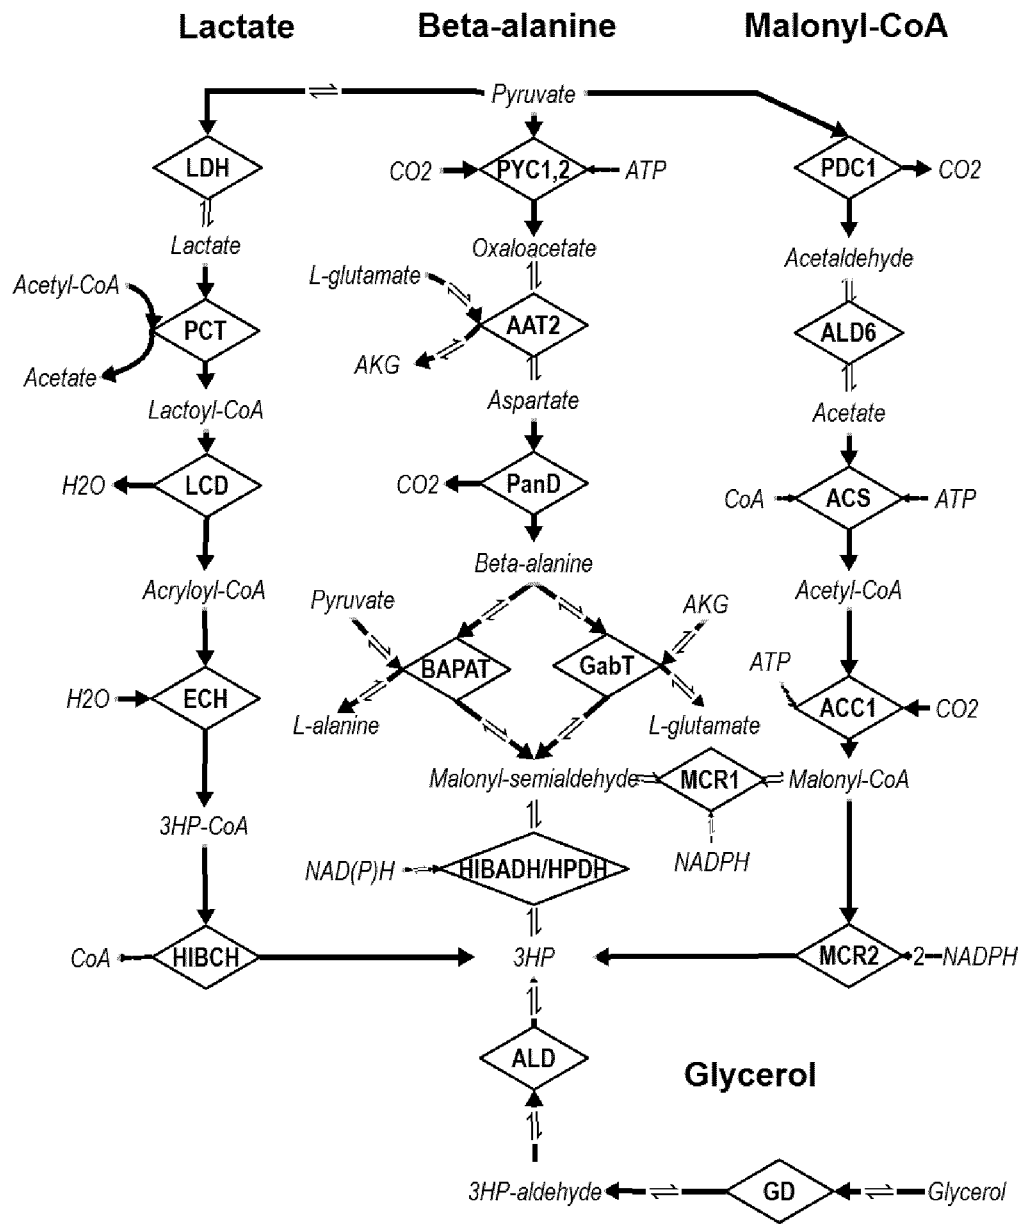 Lactate Beta-alanine Malonyl-CoA
Pyruvate
LDH
CO2 PYC1,2 ATP
PDC1 CO2
Lactate Oxaloacetate Acetaldehyde
Acetyl-CoA L-glutamate
PCT AAT2 ALD6
Acetate AKG
Lactoyl-CoA Aspartate Acetate
H2O LCD CO2 PanD CoA ACS ATP
Acryloyl-CoA Beta-alanine Acetyl-CoA
Pyruvate AKG
BAPAT GabT ATP
H2O ECH ACC1 CO2
L-alanine L-glutamate
Malonyl-semialdehyde MCR1 Malonyl-CoA
3HP-CoA
NAD(P)H HIBADH/HPDH NADPH
CoA HIBCH 3HP MCR2 2 NADPH
ALD
Glycerol
3HP-aldehyde GD Glycerol